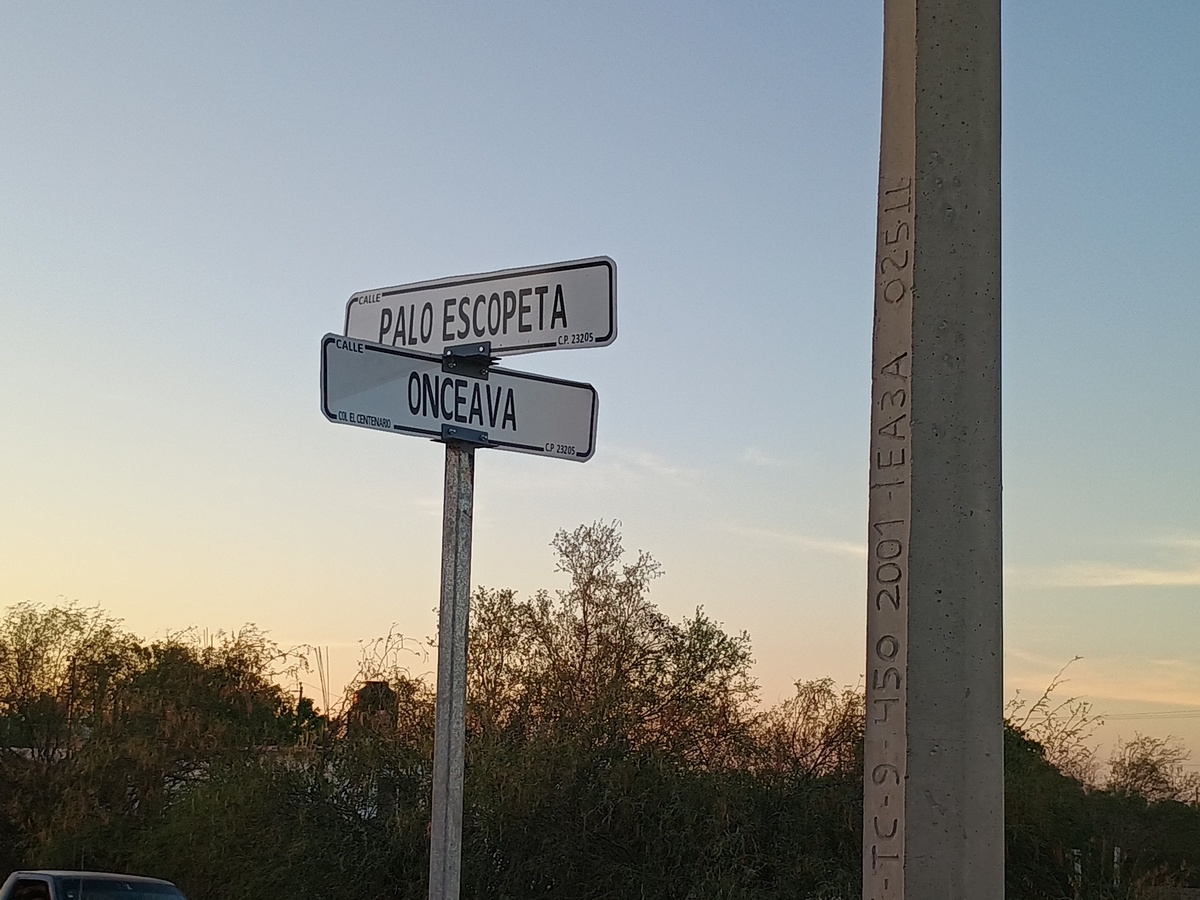 CALLE
PALO ESCOPETA
C.P. 23205
CALLE
ONCEAVA
COL EL CENTENARIO
C.P 23205
-TC-9-450 2001-IEA3A 02511